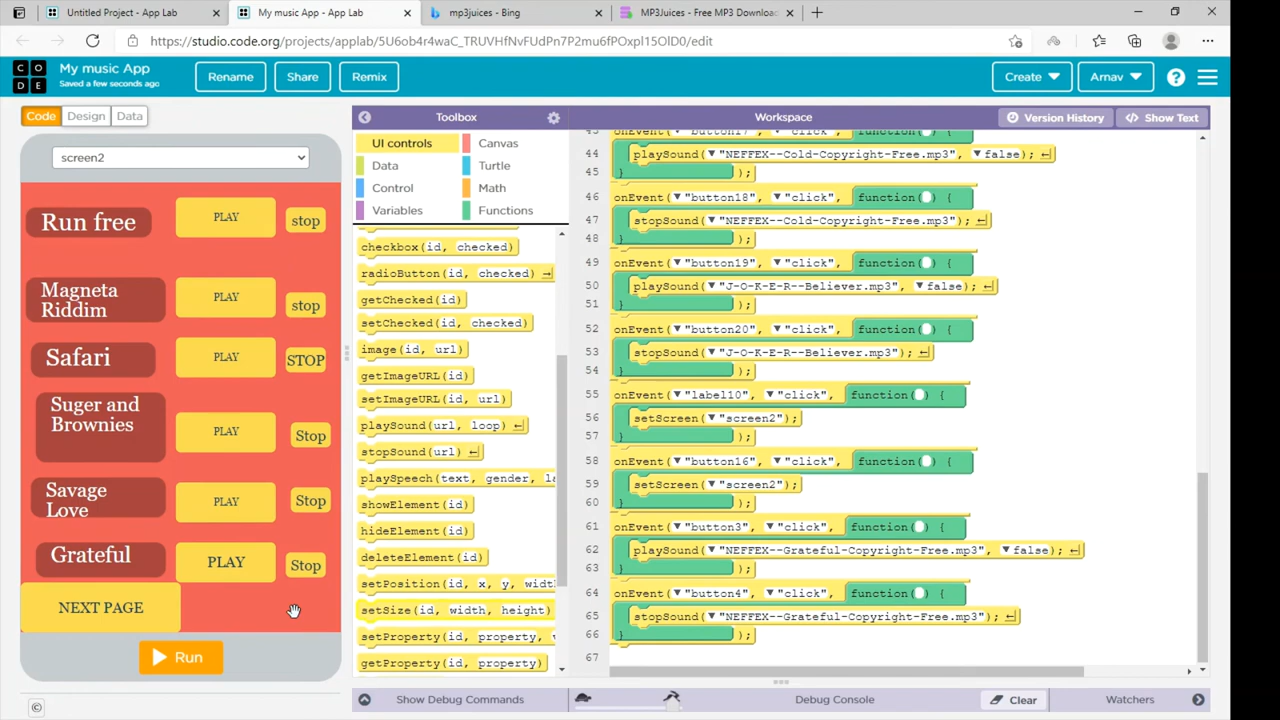 Untitled Project - App Lab
My music App - App Lab
mp3juices - Bing
MP3Juices - Free MP3 Downloa
https://studio.code.org/projects/applab/5U6ob4r4waC_TRUVHfNvFUdPn7P2mu6fPOxpl15OlD0/edit
CO
DE
My music App
Saved a few seconds ago
Rename
Share
Remix
Create
Arnav
Code
Design
Data
Toolbox
Workspace
Version History
Show Text
screen2
Run free
PLAY
stop
Magneta
Riddim
PLAY
stop
Safari
PLAY
STOP
Suger and
Brownies
PLAY
Stop
Savage
Love
PLAY
Stop
Grateful
PLAY
Stop
NEXT PAGE
Run
UI controls
Canvas
Data
Turtle
Control
Math
Variables
Functions
checkbox(id, checked)
radioButton(id, checked)
getChecked(id)
setChecked(id, checked)
image(id, url)
getImageURL(id)
setImageURL(id, url)
playSound(url, loop)
stopSound(url)
playSpeech(text, gender, la
showElement(id)
hideElement(id)
deleteElement(id)
setPosition(id, x, y, widt
setSize(id, width, height)
setProperty(id, property,
getProperty(id, property)
43 onEvent("button17", "click", function() {
44 playSound("NEFFEX--Cold-Copyright-Free.mp3", false);
45 });
46 onEvent("button18", "click", function() {
47 stopSound("NEFFEX--Cold-Copyright-Free.mp3");
48 });
49 onEvent("button19", "click", function() {
50 playSound("J-O-K-E-R--Believer.mp3", false);
51 });
52 onEvent("button20", "click", function() {
53 stopSound("J-O-K-E-R--Believer.mp3");
54 });
55 onEvent("label10", "click", function() {
56 setScreen("screen2");
57 });
58 onEvent("button16", "click", function() {
59 setScreen("screen2");
60 });
61 onEvent("button3", "click", function() {
62 playSound("NEFFEX--Grateful-Copyright-Free.mp3", false);
63 });
64 onEvent("button4", "click", function() {
65 stopSound("NEFFEX--Grateful-Copyright-Free.mp3");
66 });
67
Show Debug Commands
Debug Console
Clear
Watchers